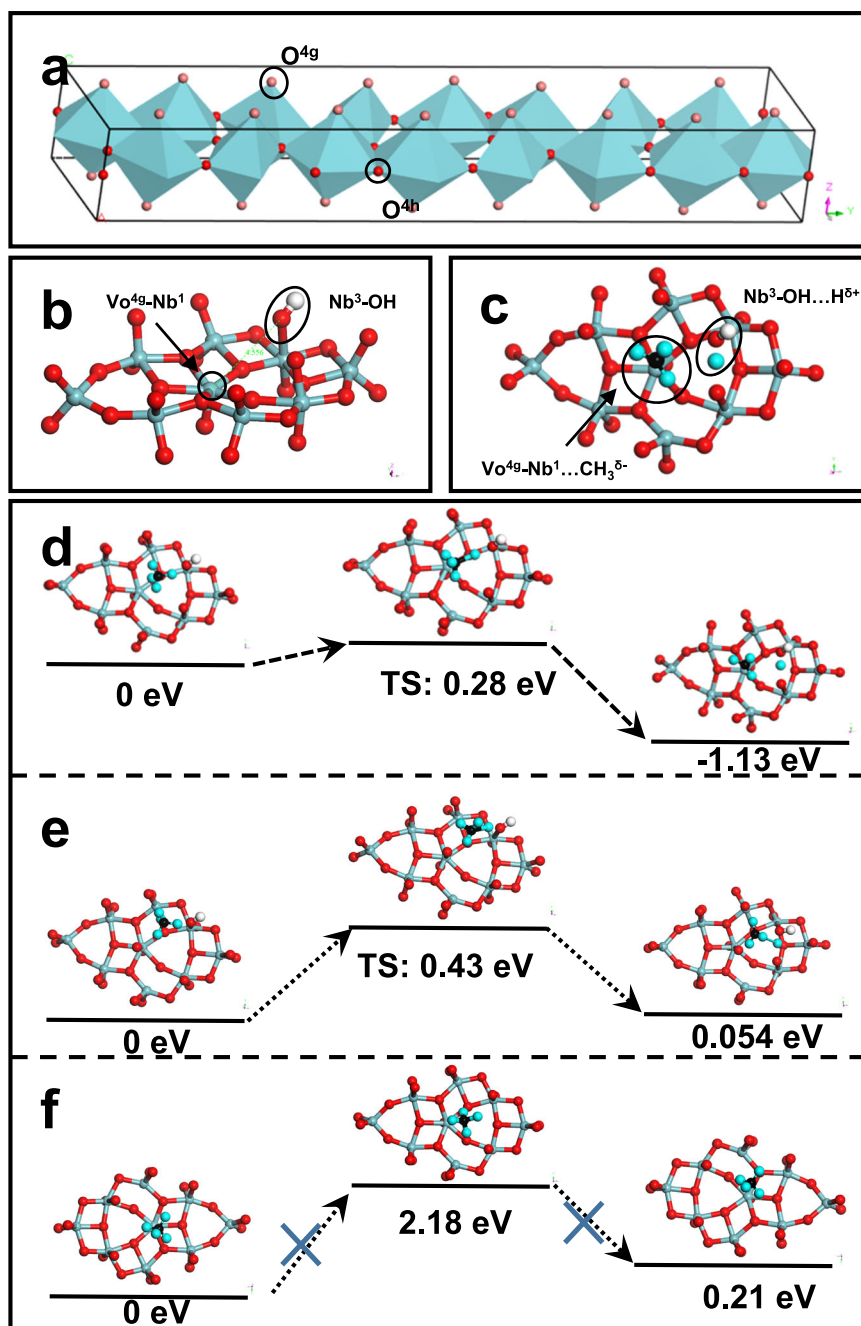 a
O⁴ᵍ
O⁴ʰ
C
A
Z
Y
b
Vo⁴ᵍ-Nb¹
Nb³-OH
4.556
c
Nb³-OH…Hᵟ⁺
Vo⁴ᵍ-Nb¹…CH₃ᵟ⁻
d
0 eV
TS: 0.28 eV
-1.13 eV
e
0 eV
TS: 0.43 eV
0.054 eV
f
0 eV
2.18 eV
0.21 eV